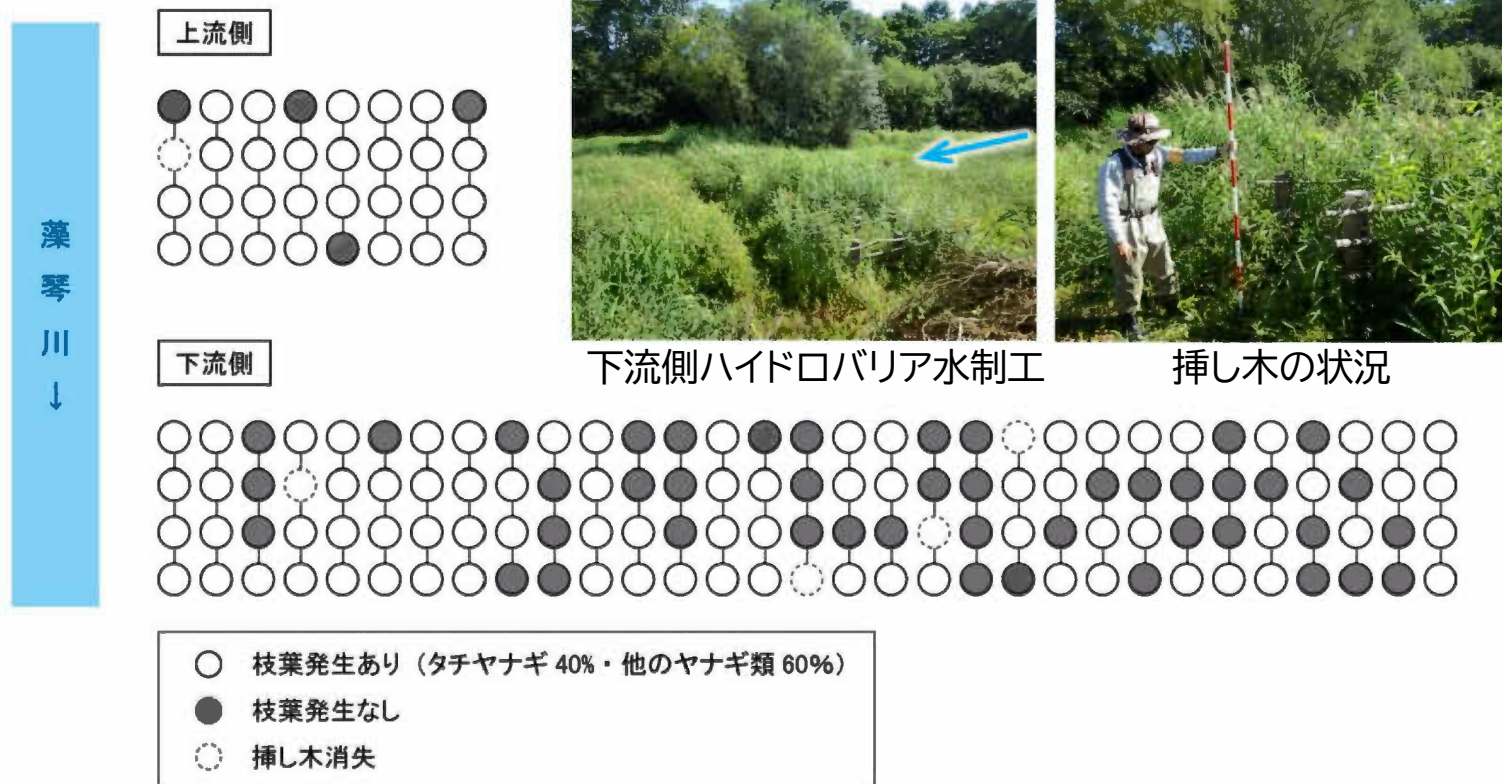 上流側
藻琴川↓
下流側ハイドロバリア水制工
挿し木の状況
下流側
枝葉発生あり（タチヤナギ 40%・他のヤナギ類 60%）
枝葉発生なし
挿し木消失